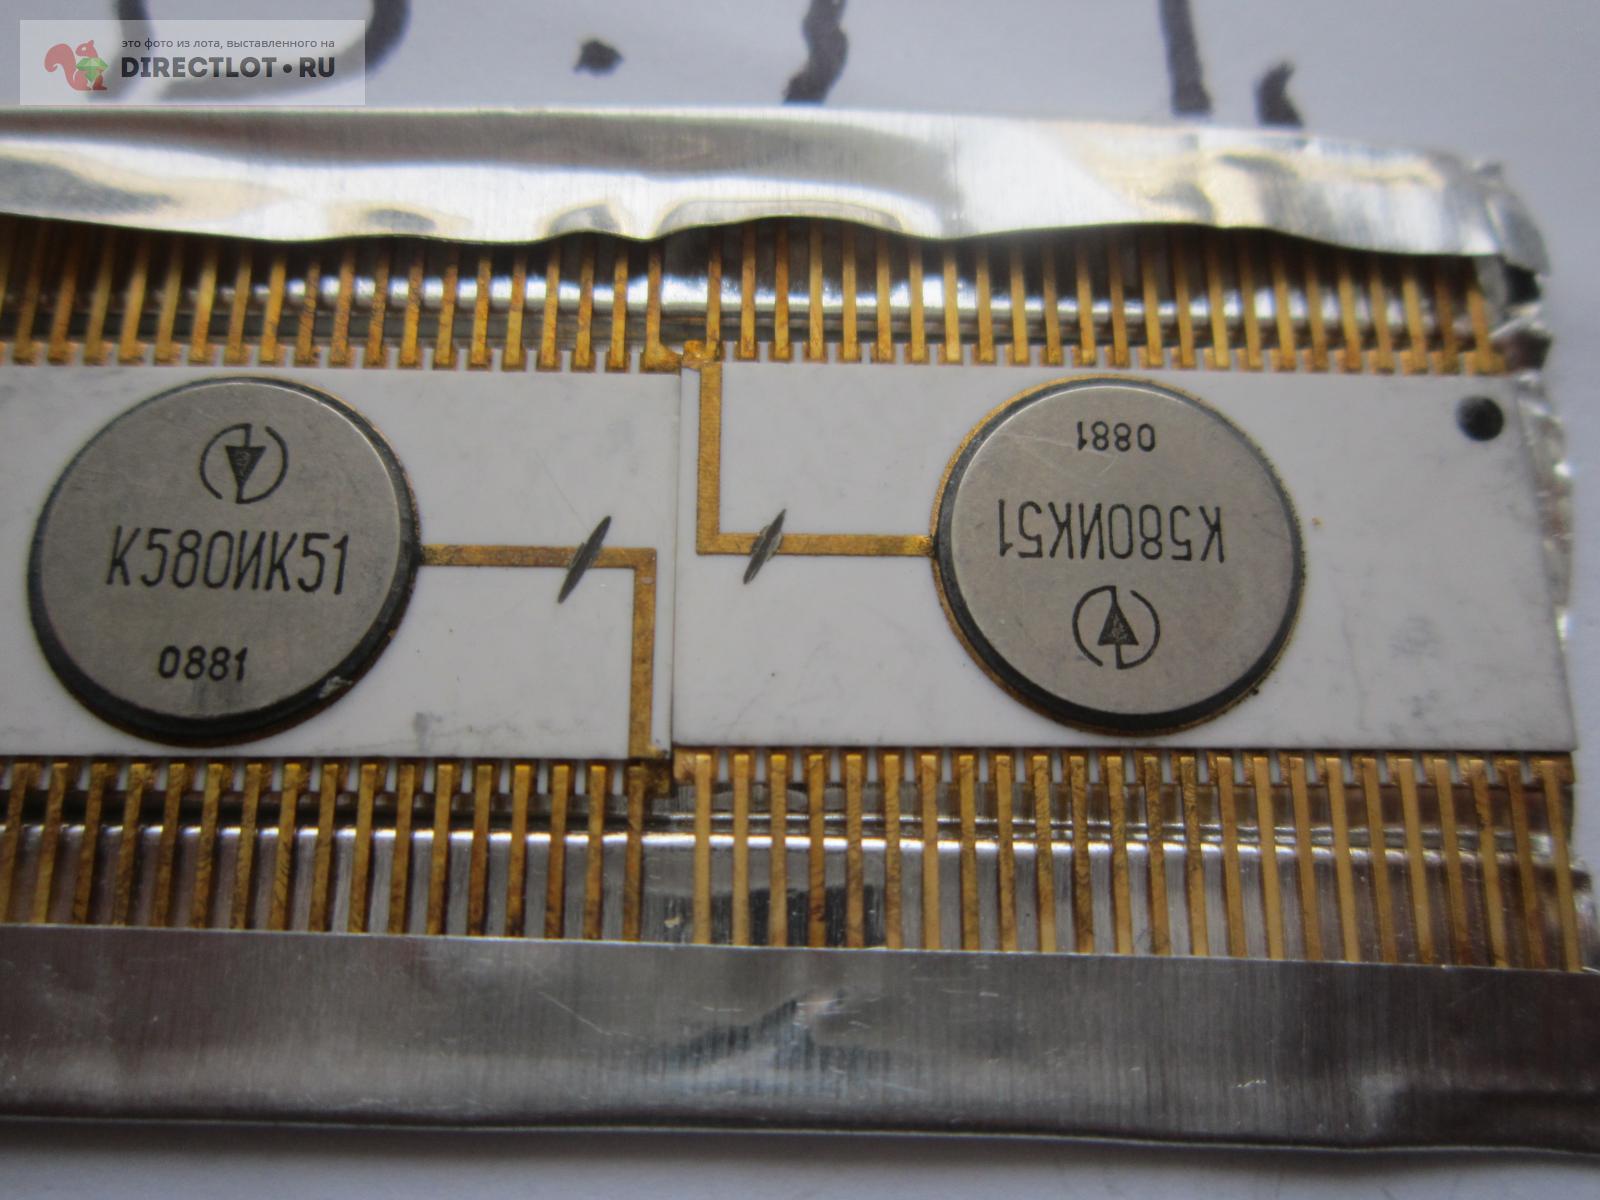 это фото из лота, выставленного на
DIRECTLOT•RU
К580ИК51
0881
0881
К580ИК51